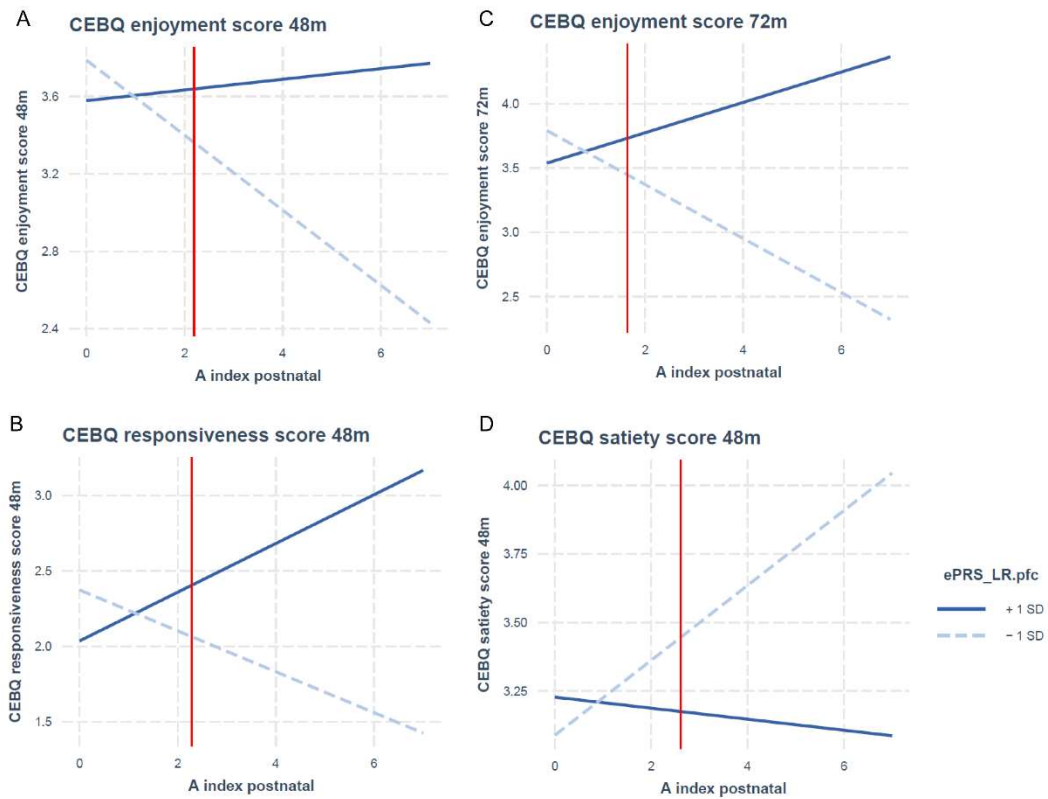 A
CEBQ enjoyment score 48m
CEBQ enjoyment score 48m
3.6
3.2
2.8
2.4
0 2 4 6
A index postnatal
C
CEBQ enjoyment score 72m
CEBQ enjoyment score 72m
4.0
3.5
3.0
2.5
0 2 4 6
A index postnatal
B
CEBQ responsiveness score 48m
CEBQ responsiveness score 48m
3.0
2.5
2.0
1.5
0 2 4 6
A index postnatal
D
CEBQ satiety score 48m
CEBQ satiety score 48m
4.00
3.75
3.50
3.25
0 2 4 6
A index postnatal
ePRS_LR.pfc
+ 1 SD
− 1 SD